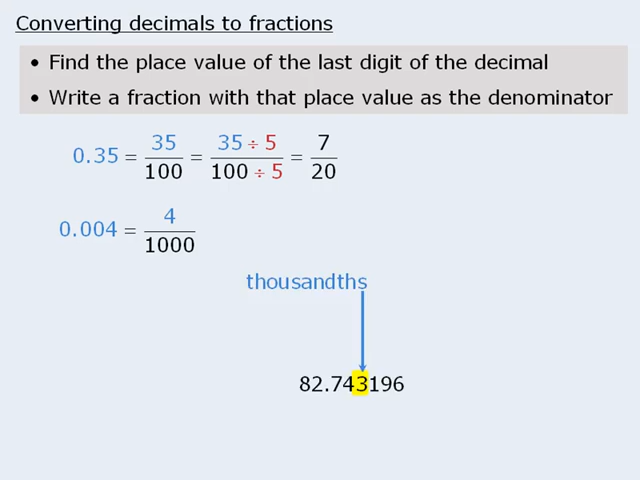 Converting decimals to fractions
• Find the place value of the last digit of the decimal
• Write a fraction with that place value as the denominator
0.35 = 35/100 = 35 ÷ 5/100 ÷ 5 = 7/20
0.004 = 4/1000
thousandths
82.743196